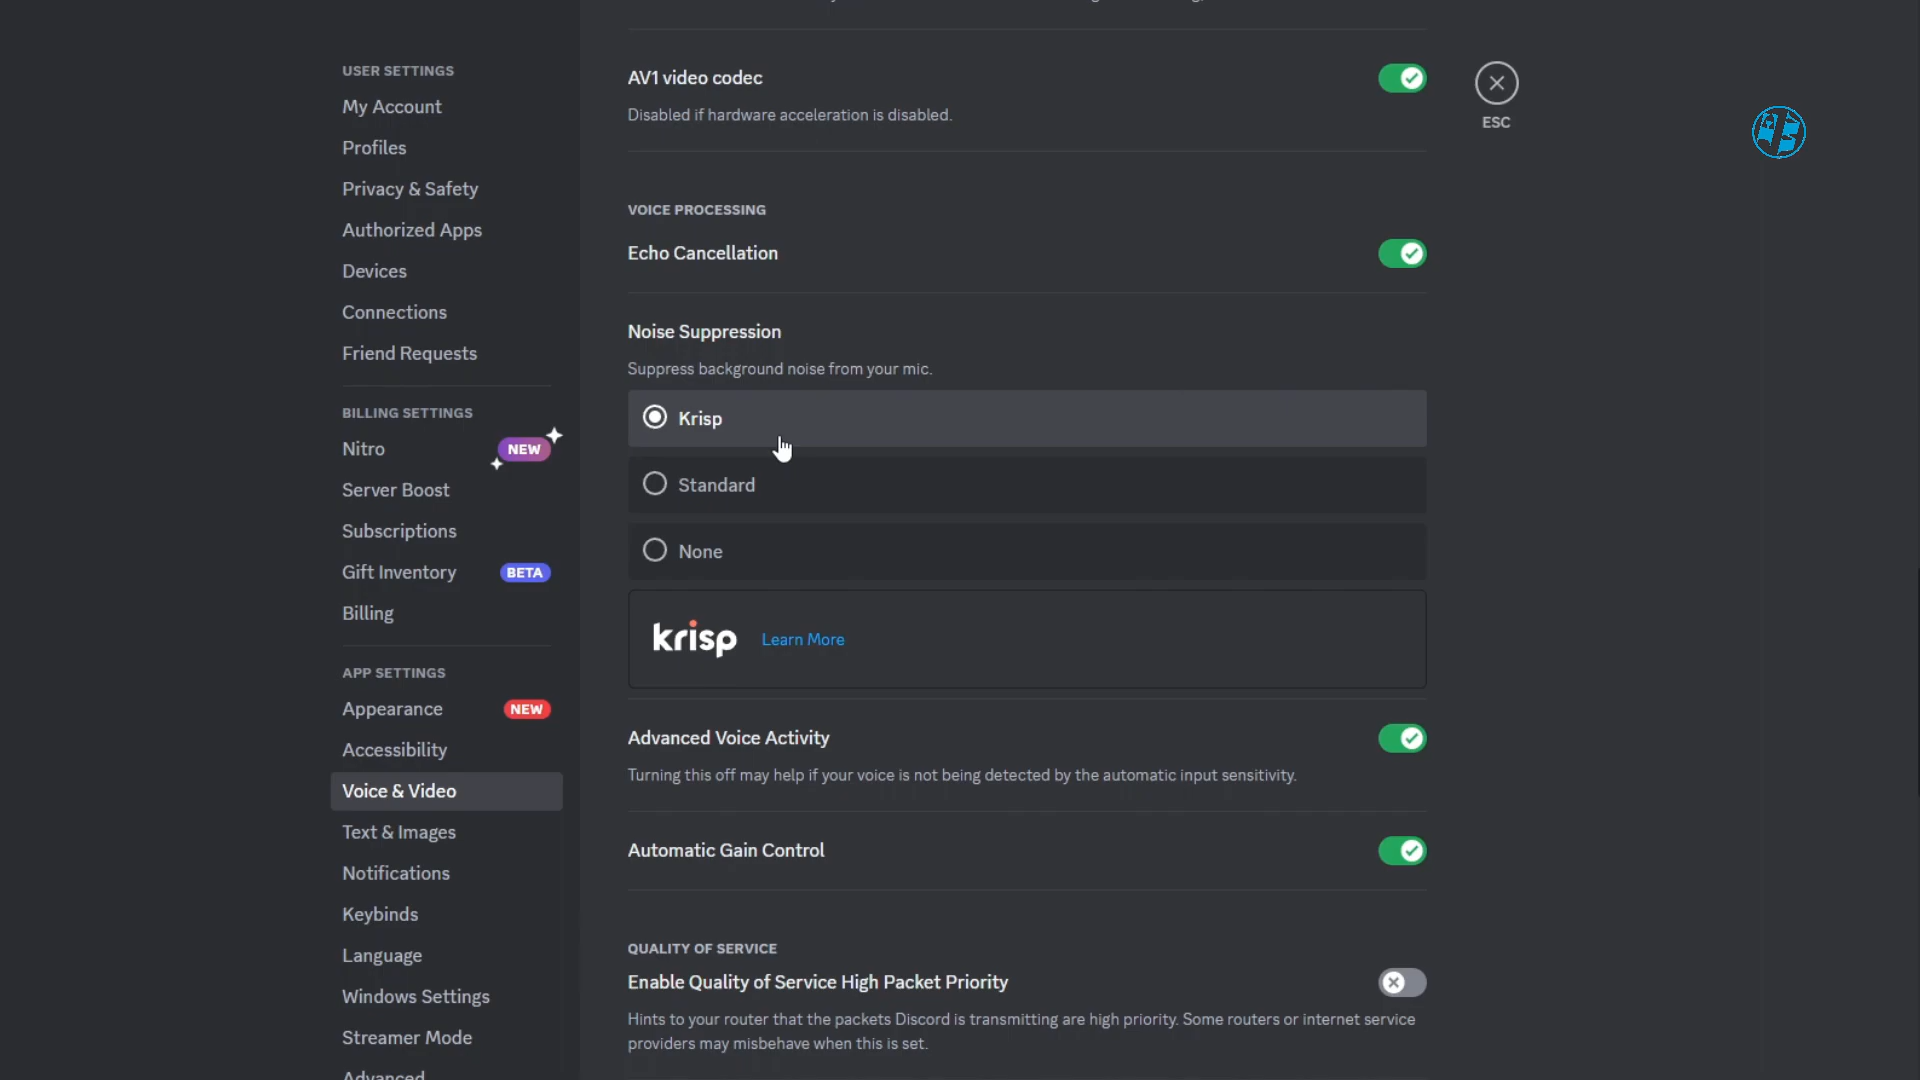 USER SETTINGS
My Account
Profiles
Privacy & Safety
Authorized Apps
Devices
Connections
Friend Requests
BILLING SETTINGS
Nitro NEW
Server Boost
Subscriptions
Gift Inventory BETA
Billing
APP SETTINGS
Appearance NEW
Accessibility
Voice & Video
Text & Images
Notifications
Keybinds
Language
Windows Settings
Streamer Mode
Advanced
AV1 video codec
Disabled if hardware acceleration is disabled.
VOICE PROCESSING
Echo Cancellation
Noise Suppression
Suppress background noise from your mic.
Krisp
Standard
None
krisp Learn More
Advanced Voice Activity
Turning this off may help if your voice is not being detected by the automatic input sensitivity.
Automatic Gain Control
QUALITY OF SERVICE
Enable Quality of Service High Packet Priority
Hints to your router that the packets Discord is transmitting are high priority. Some routers or internet service
providers may misbehave when this is set.
ESC